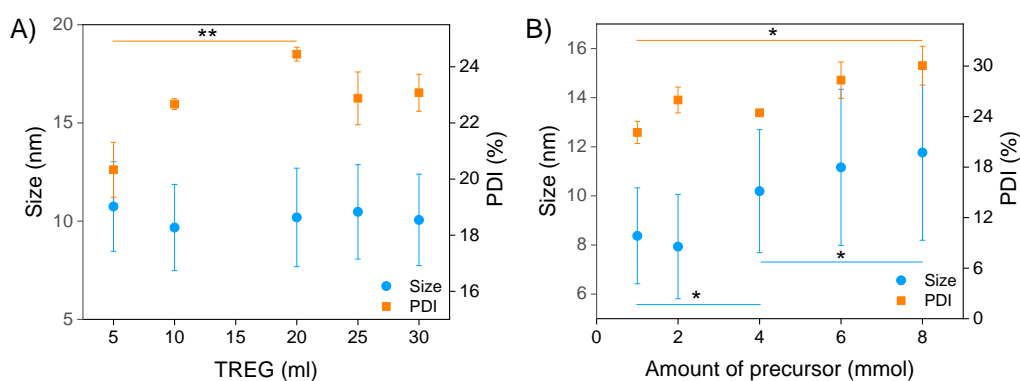 A)
20
15
10
5
Size (nm)
**
24
22
20
18
16
PDI (%)
Size
PDI
5 10 15 20 25 30
TREG (ml)
B)
16
14
12
10
8
6
Size (nm)
*
*
*
30
24
18
12
6
0
PDI (%)
Size
PDI
0 2 4 6 8
Amount of precursor (mmol)